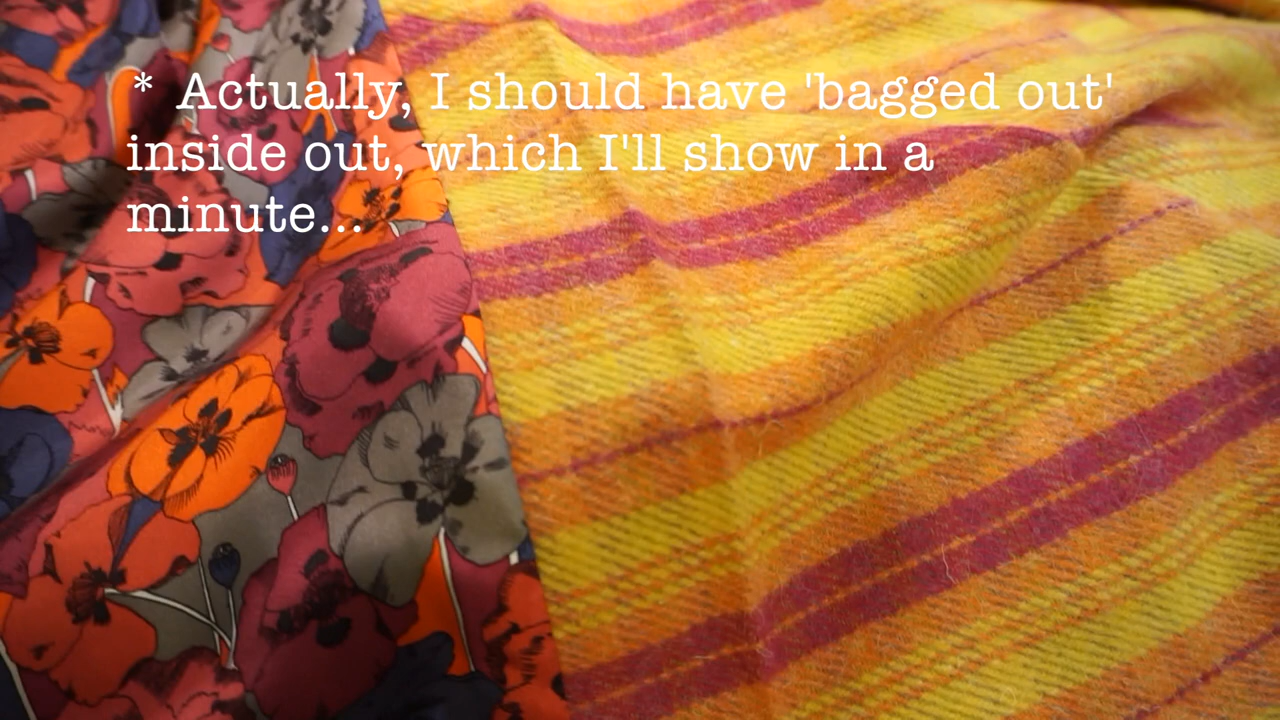 * Actually, I should have 'bagged out'
inside out, which I'll show in a
minute...